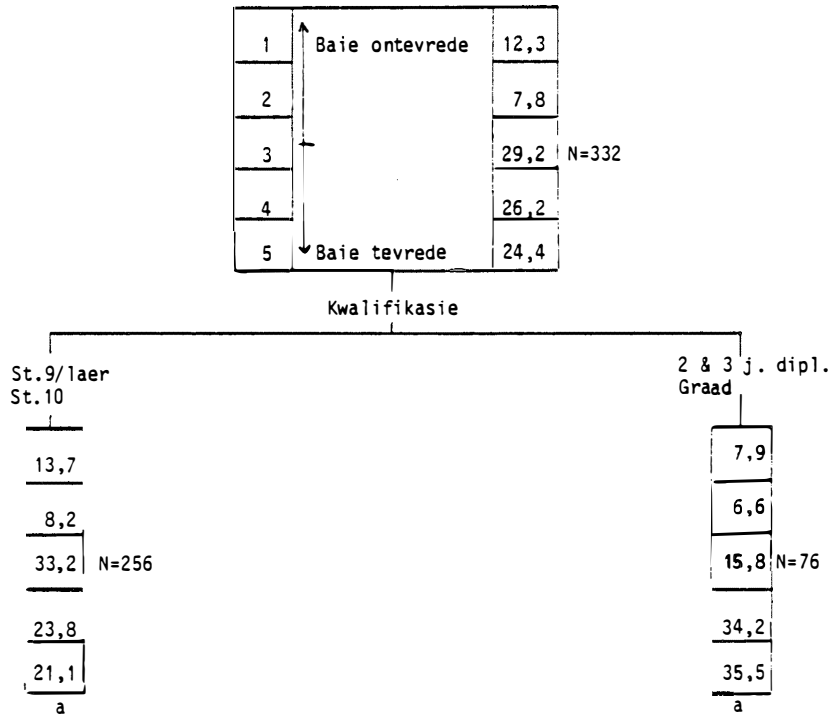 1 Baie ontevrede 12,3
2 7,8
3 29,2 N=332
4 26,2
5 Baie tevrede 24,4
Kwalifikasie
St.9/laer
St.10
13,7
8,2
33,2 N=256
23,8
21,1
a
2 & 3 j. dipl.
Graad
7,9
6,6
15,8 N=76
34,2
35,5
a